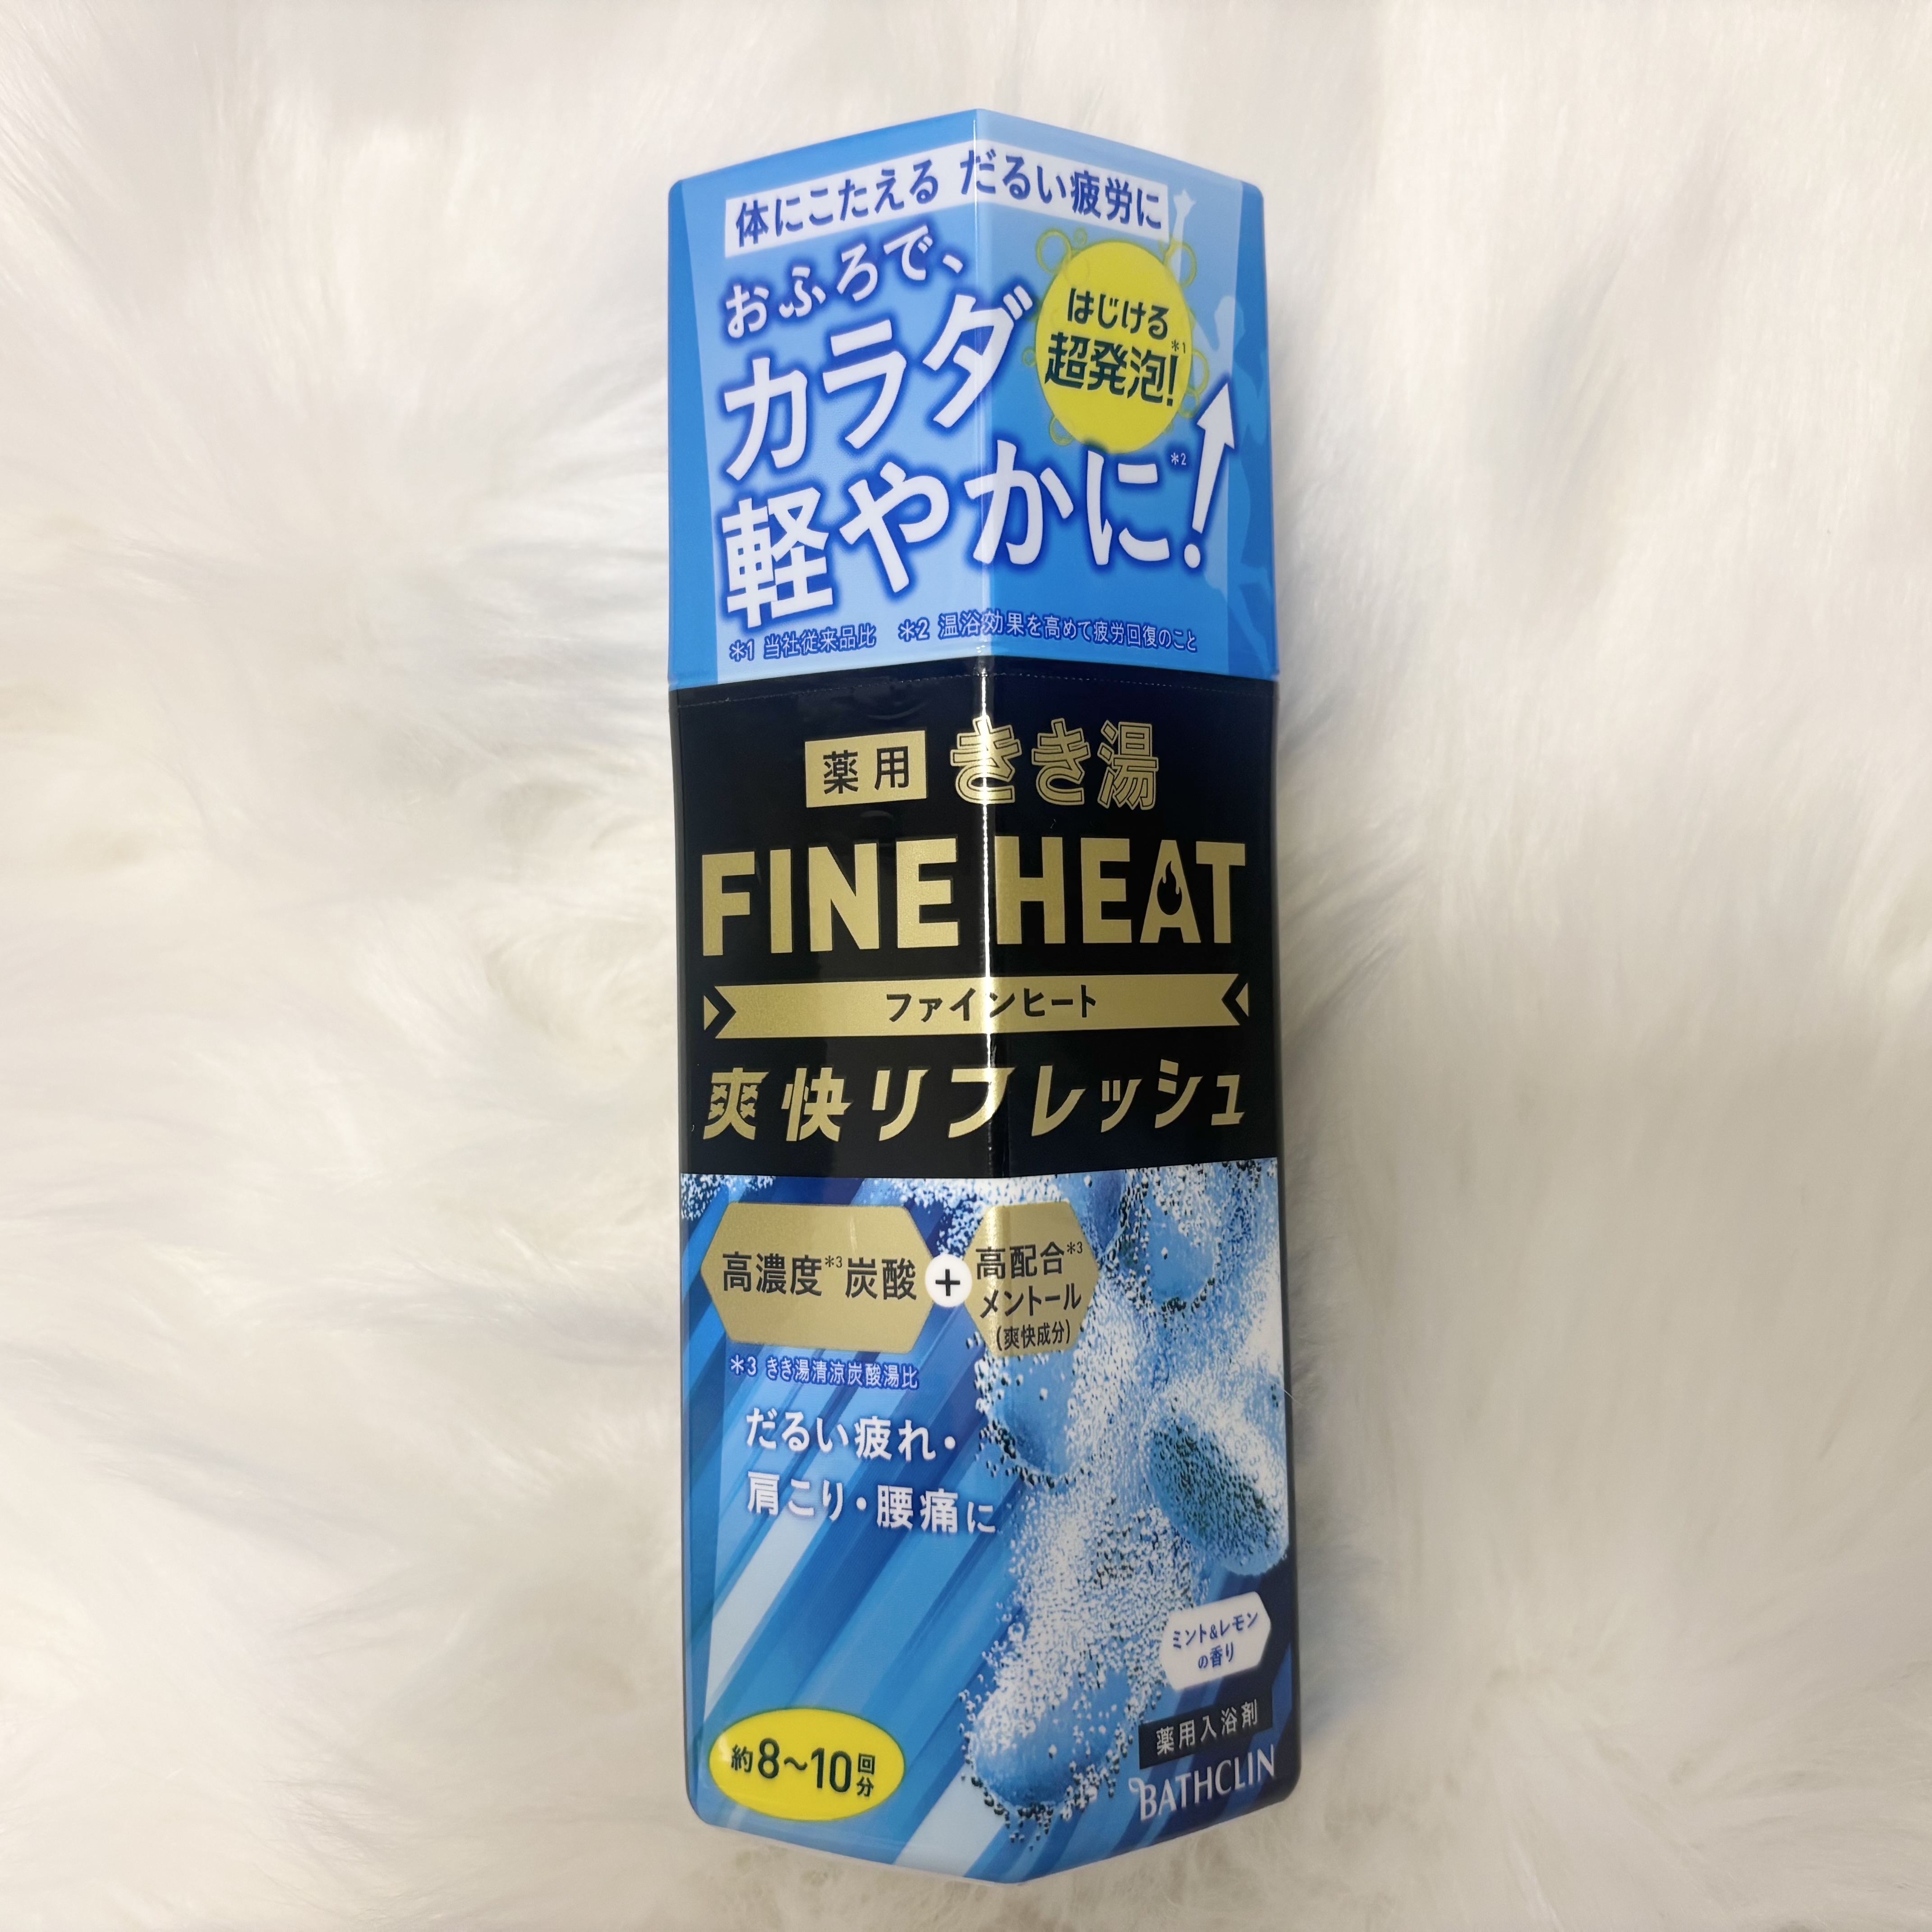 体にこたえる だるい疲労に
おふろで、
カラダ
軽やかに!*2
はじける
超発泡!*1
*1 当社従来品比 *2 温浴効果を高めて疲労回復のこと
薬用 きき湯
FINE HEAT
ファインヒート
爽快リフレッシュ
高濃度*3炭酸
+
高配合*3
メントール
(爽快成分)
*3 きき湯清涼炭酸湯比
だるい疲れ・
肩こり・腰痛に
ミント&レモン
の香り
薬用入浴剤
約8~10回分
BATHCLIN